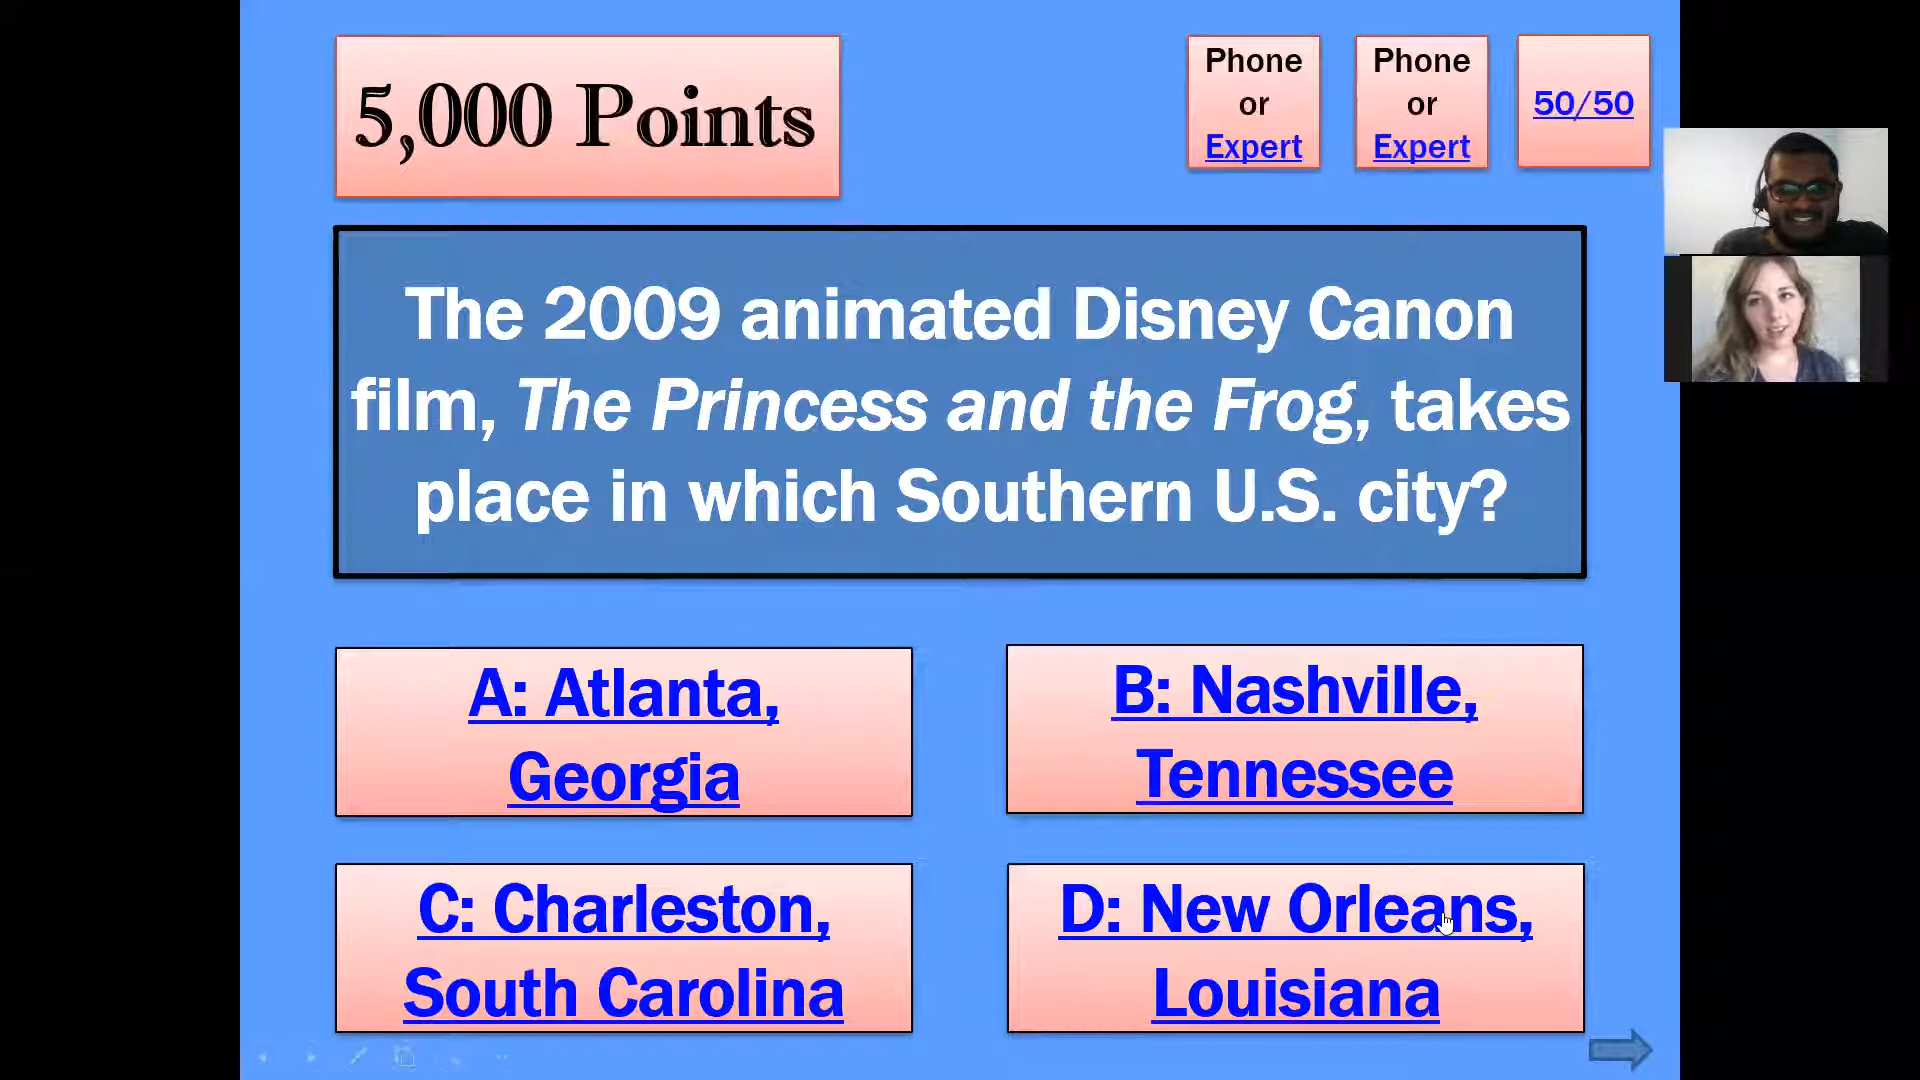 5,000 Points
Phone
or
Expert
Phone
or
Expert
50/50
The 2009 animated Disney Canon
film, The Princess and the Frog, takes
place in which Southern U.S. city?
A: Atlanta,
Georgia
B: Nashville,
Tennessee
C: Charleston,
South Carolina
D: New Orleans,
Louisiana